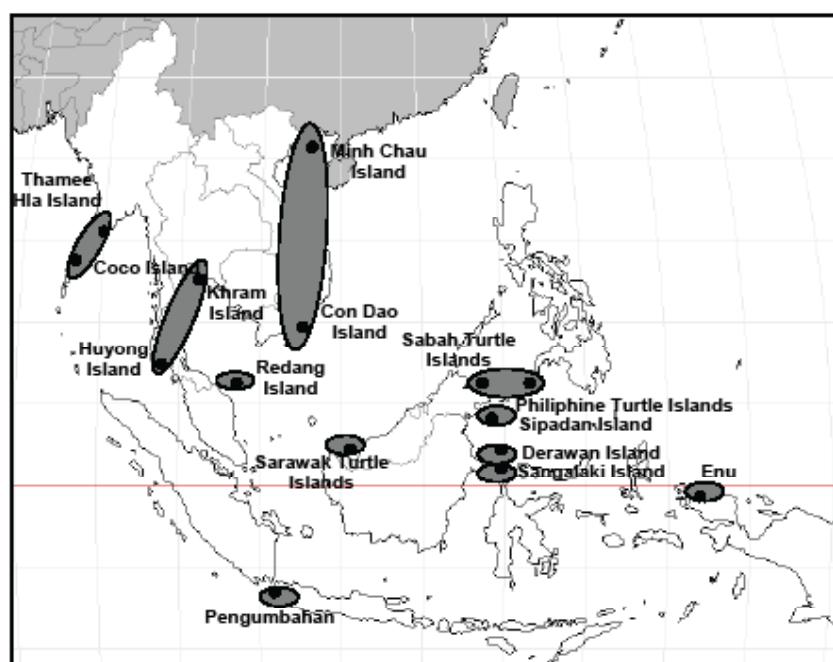 Minh Chau
Island
Thamee
Hla Island
Coco Island
Khram
Island
Con Dao
Island
Huyong
Island
Redang
Island
Sabah Turtle
Islands
Philiphine Turtle Islands
Sipadan Island
Sarawak Turtle
Islands
Derawan Island
Sangalaki Island
Enu
Pengumbahan